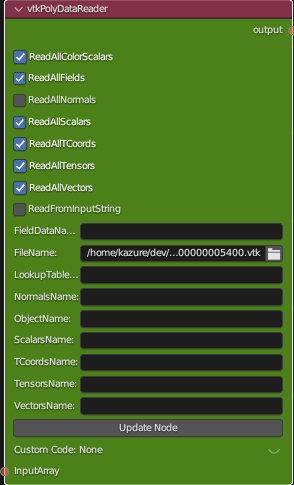 vtkPolyDataReader
output
ReadAllColorScalars
ReadAllFields
ReadAllNormals
ReadAllScalars
ReadAllTCoords
ReadAllTensors
ReadAllVectors
ReadFromInputString
FieldDataNa...
FileName: /home/kazure/dev/...00000005400.vtk
LookupTable...
NormalsName:
ObjectName:
ScalarsName:
TCoordsName:
TensorsName:
VectorsName:
Update Node
Custom Code: None
InputArray